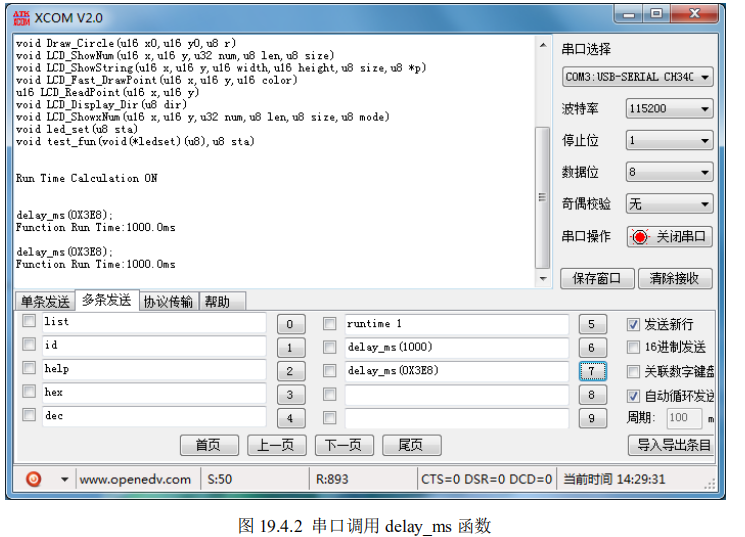 ATK
XCOM
XCOM V2.0
void Draw_Circle(u16 x0,u16 y0,u8 r)
void LCD_ShowNum(u16 x,u16 y,u32 num,u8 len,u8 size)
void LCD_ShowString(u16 x,u16 y,u16 width,u16 height,u8 size,u8 *p)
void LCD_Fast_DrawPoint(u16 x,u16 y,u16 color)
u16 LCD_ReadPoint(u16 x,u16 y)
void LCD_Display_Dir(u8 dir)
void LCD_ShowxNum(u16 x,u16 y,u32 num,u8 len,u8 size,u8 mode)
void led_set(u8 sta)
void test_fun(void(*ledset)(u8),u8 sta)
Run Time Calculation ON
delay_ms(0X3E8);
Function Run Time:1000.0ms
delay_ms(0X3E8);
Function Run Time:1000.0ms
串口选择
COM3:USB-SERIAL CH34C
波特率 115200
停止位 1
数据位 8
奇偶校验 无
串口操作 关闭串口
保存窗口 清除接收
单条发送 多条发送 协议传输 帮助
list 0 runtime 1 5 发送新行
id 1 delay_ms(1000) 6 16进制发送
help 2 delay_ms(0X3E8) 7 关联数字键盘
hex 3 8 自动循环发送
dec 4 9 周期: 100 m
首页 上一页 下一页 尾页 导入导出条目
www.openedv.com S:50 R:893 CTS=0 DSR=0 DCD=0 当前时间 14:29:31
图 19.4.2 串口调用 delay_ms 函数